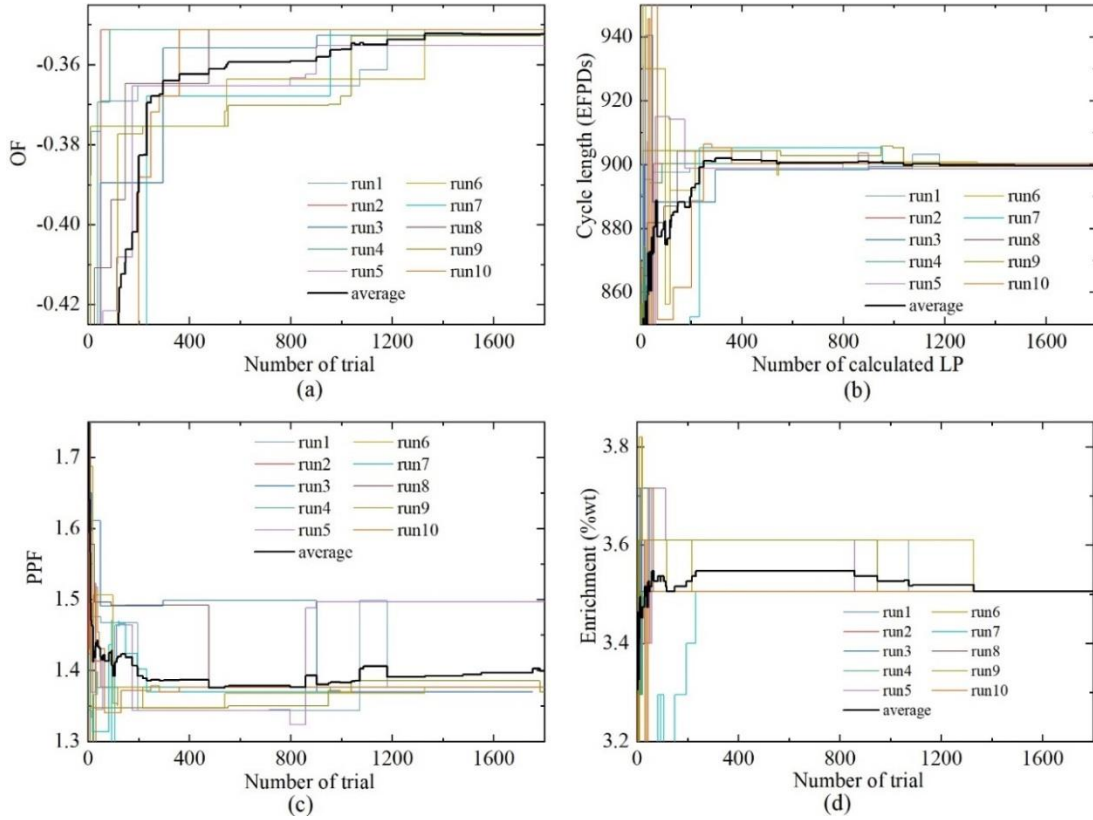 -0.36
-0.38
-0.40
-0.42
OF
run1 run6
run2 run7
run3 run8
run4 run9
run5 run10
average
0 400 800 1200 1600
Number of trial
(a)
940
920
900
880
860
Cycle length (EFPDs)
run1 run6
run2 run7
run3 run8
run4 run9
run5 run10
average
0 400 800 1200 1600
Number of calculated LP
(b)
1.7
1.6
1.5
1.4
1.3
PPF
run1 run6
run2 run7
run3 run8
run4 run9
run5 run10
average
0 400 800 1200 1600
Number of trial
(c)
3.8
3.6
3.4
3.2
Enrichment (%wt)
run1 run6
run2 run7
run3 run8
run4 run9
run5 run10
average
0 400 800 1200 1600
Number of trial
(d)